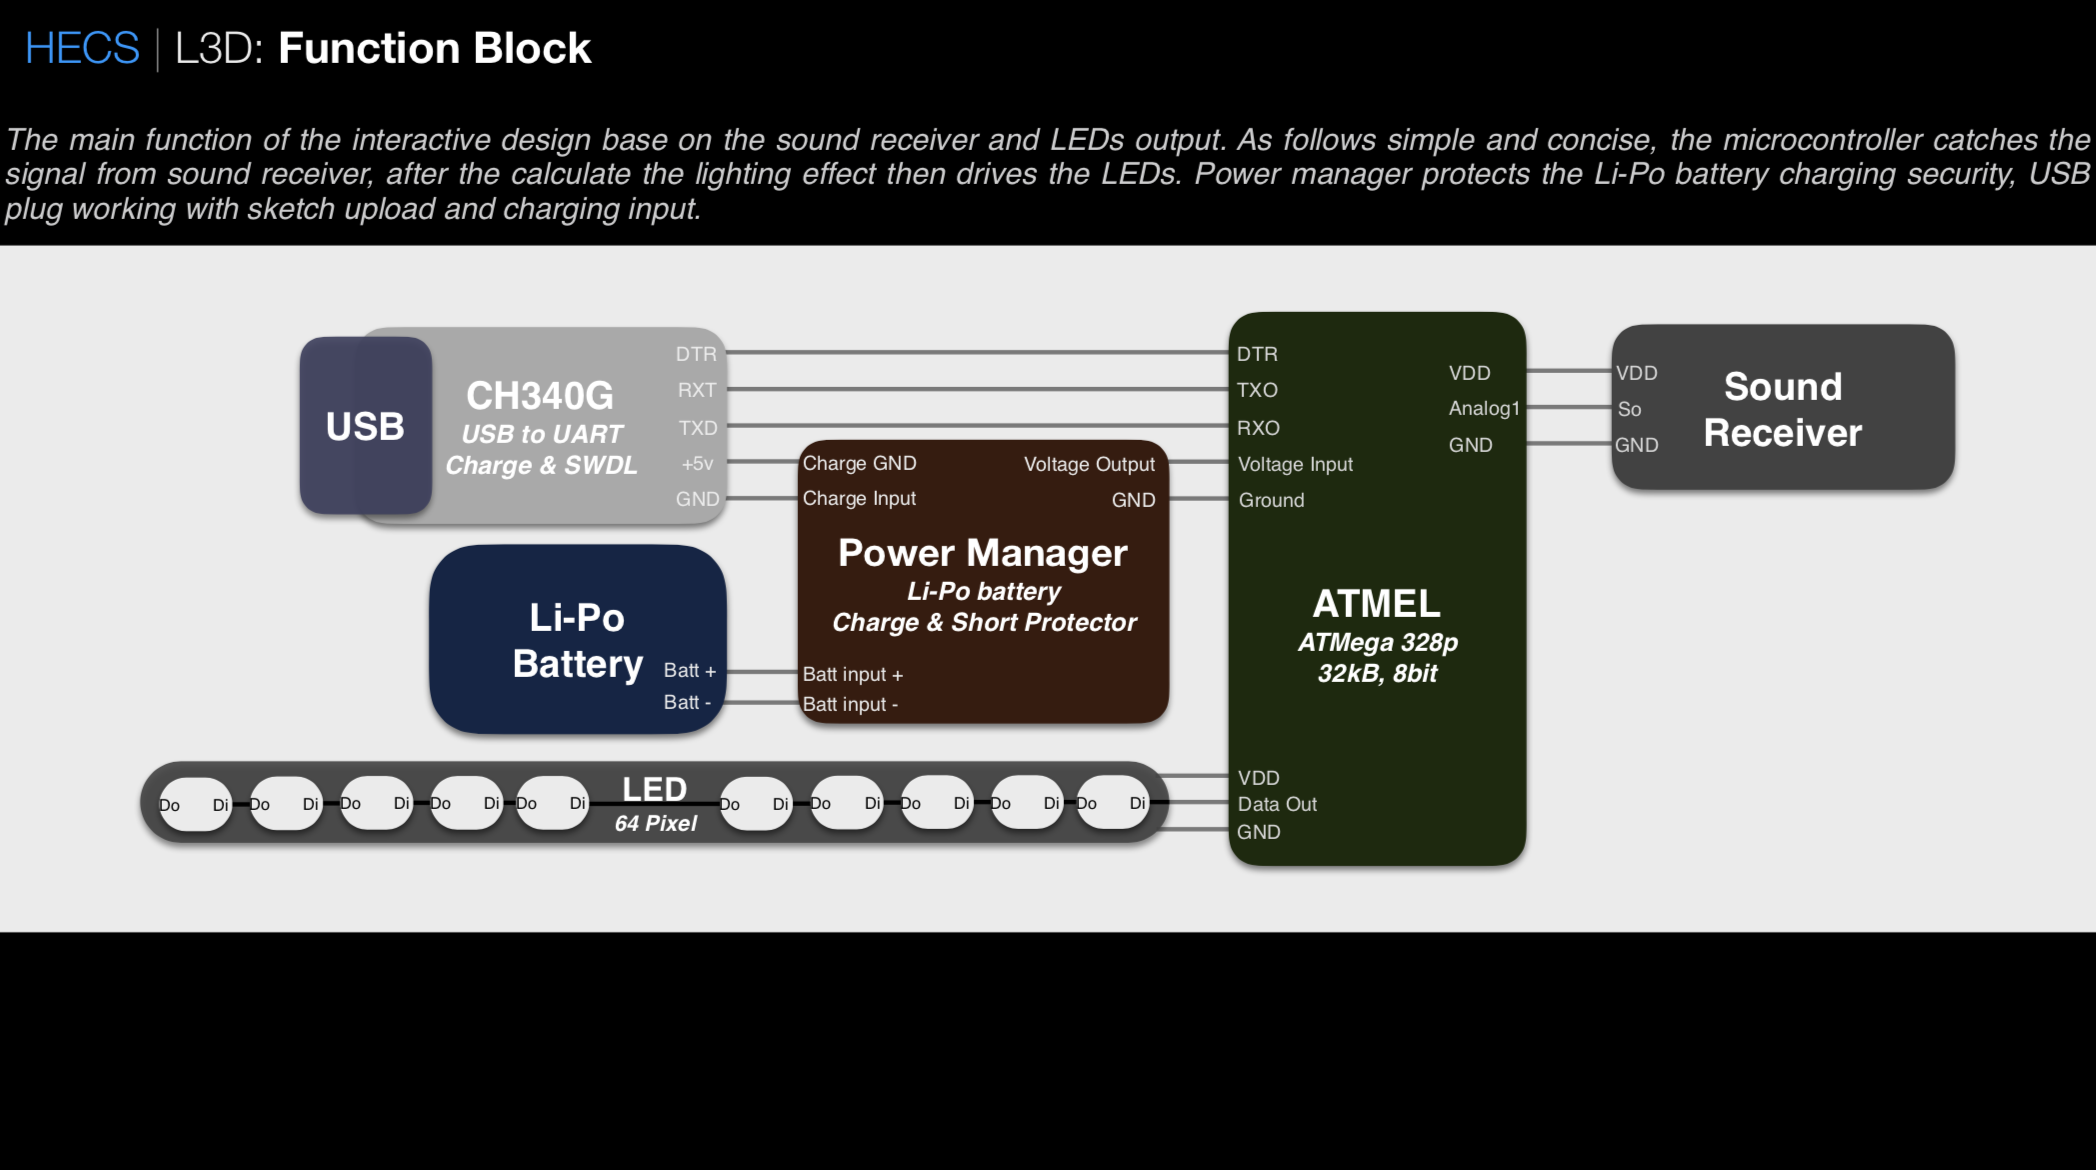 HECS | L3D: Function Block
The main function of the interactive design base on the sound receiver and LEDs output. As follows simple and concise, the microcontroller catches the
signal from sound receiver, after the calculate the lighting effect then drives the LEDs. Power manager protects the Li-Po battery charging security, USB
plug working with sketch upload and charging input.
USB
CH340G
USB to UART
Charge & SWDL
DTR
RXT
TXD
+5v
GND
Li-Po
Battery
Batt +
Batt -
Charge GND
Charge Input
Voltage Output
GND
Power Manager
Li-Po battery
Charge & Short Protector
Batt input +
Batt input -
DTR
TXO
RXO
Voltage Input
Ground
VDD
Analog1
GND
ATMEL
ATMega 328p
32kB, 8bit
VDD
Data Out
GND
VDD
So
GND
Sound
Receiver
Do Di Do Di Do Di Do Di Do Di
LED
64 Pixel
Do Di Do Di Do Di Do Di Do Di